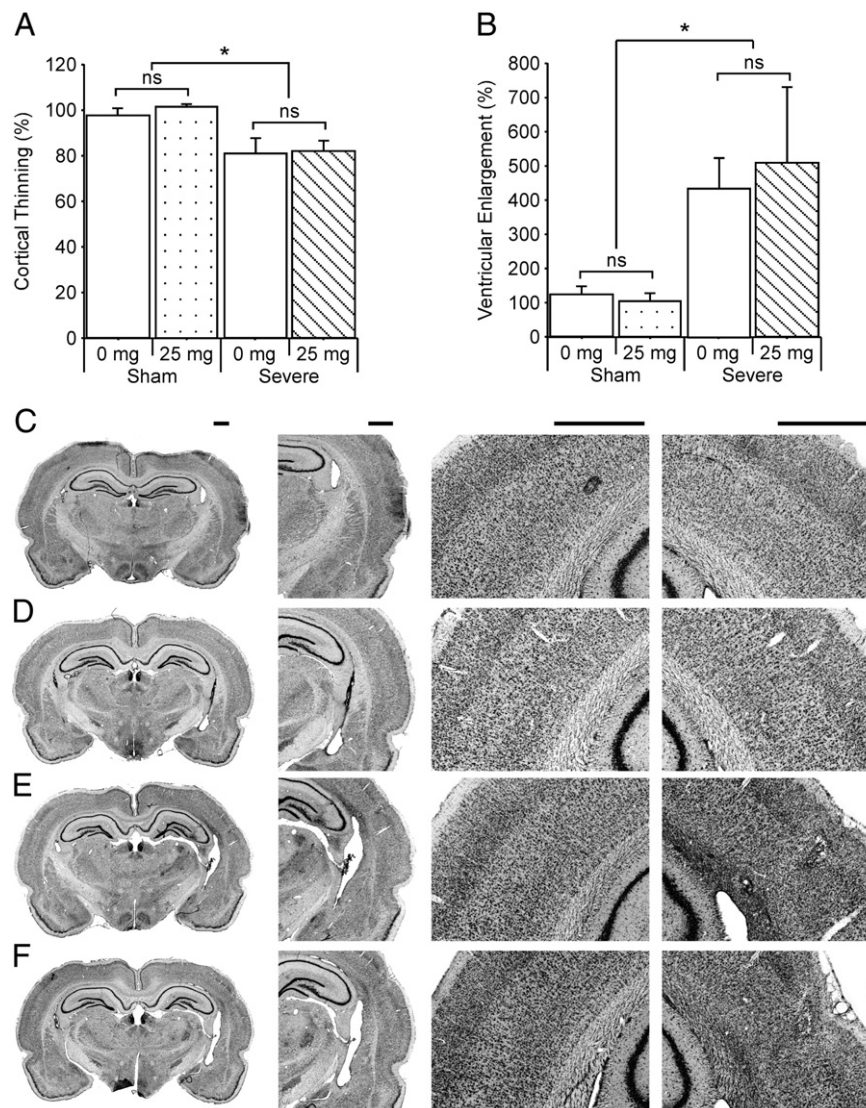 A
Cortical Thinning (%)
120
100
80
60
40
20
0
*
ns
ns
0 mg
25 mg
0 mg
25 mg
Sham
Severe
B
Ventricular Enlargement (%)
800
700
600
500
400
300
200
100
0
*
ns
ns
0 mg
25 mg
0 mg
25 mg
Sham
Severe
C
D
E
F